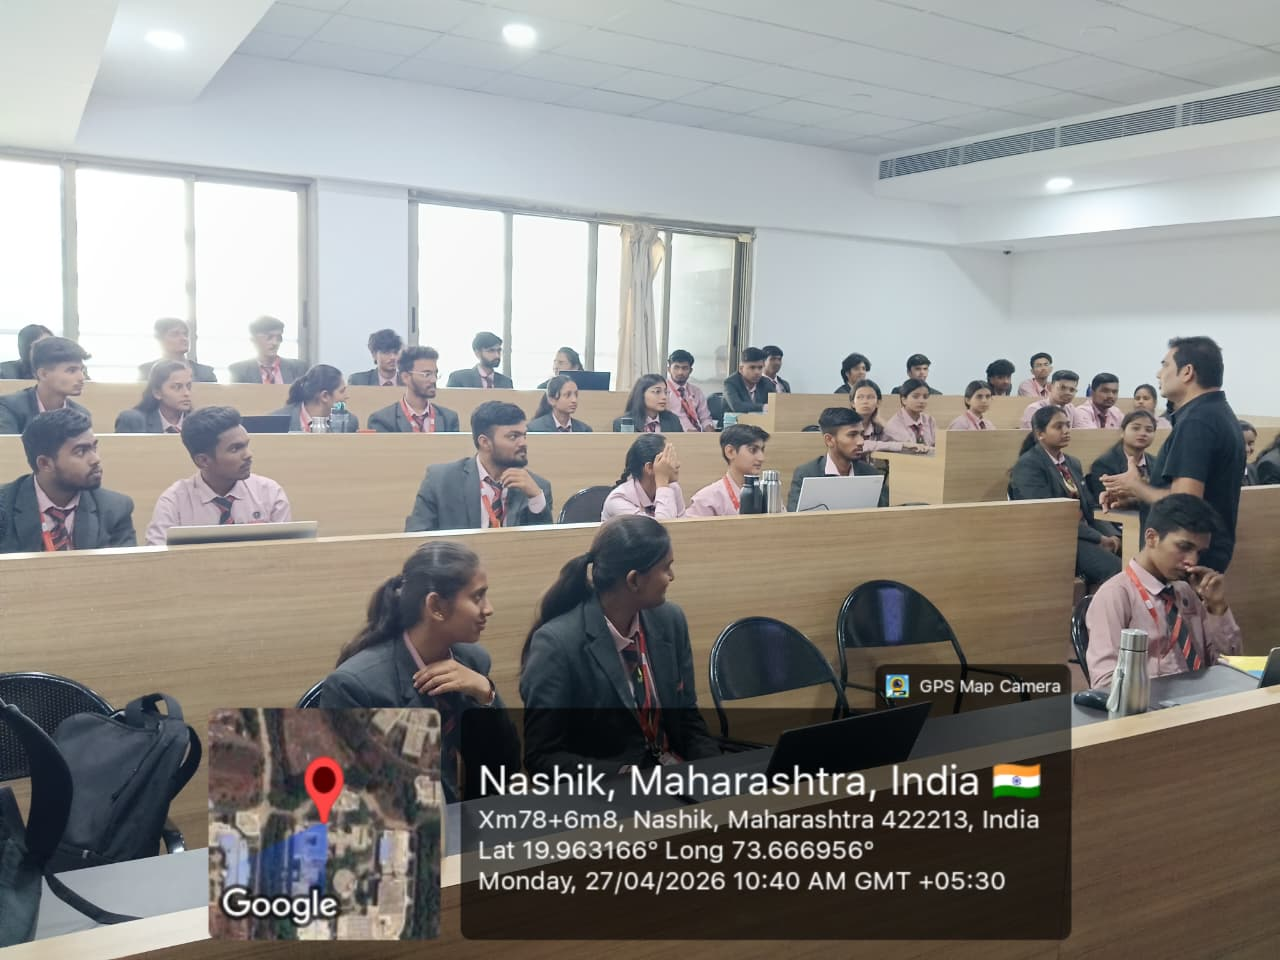 GPS Map Camera
Nashik, Maharashtra, India 🇮🇳
Xm78+6m8, Nashik, Maharashtra 422213, India
Lat 19.963166° Long 73.666956°
Monday, 27/04/2026 10:40 AM GMT +05:30
Google